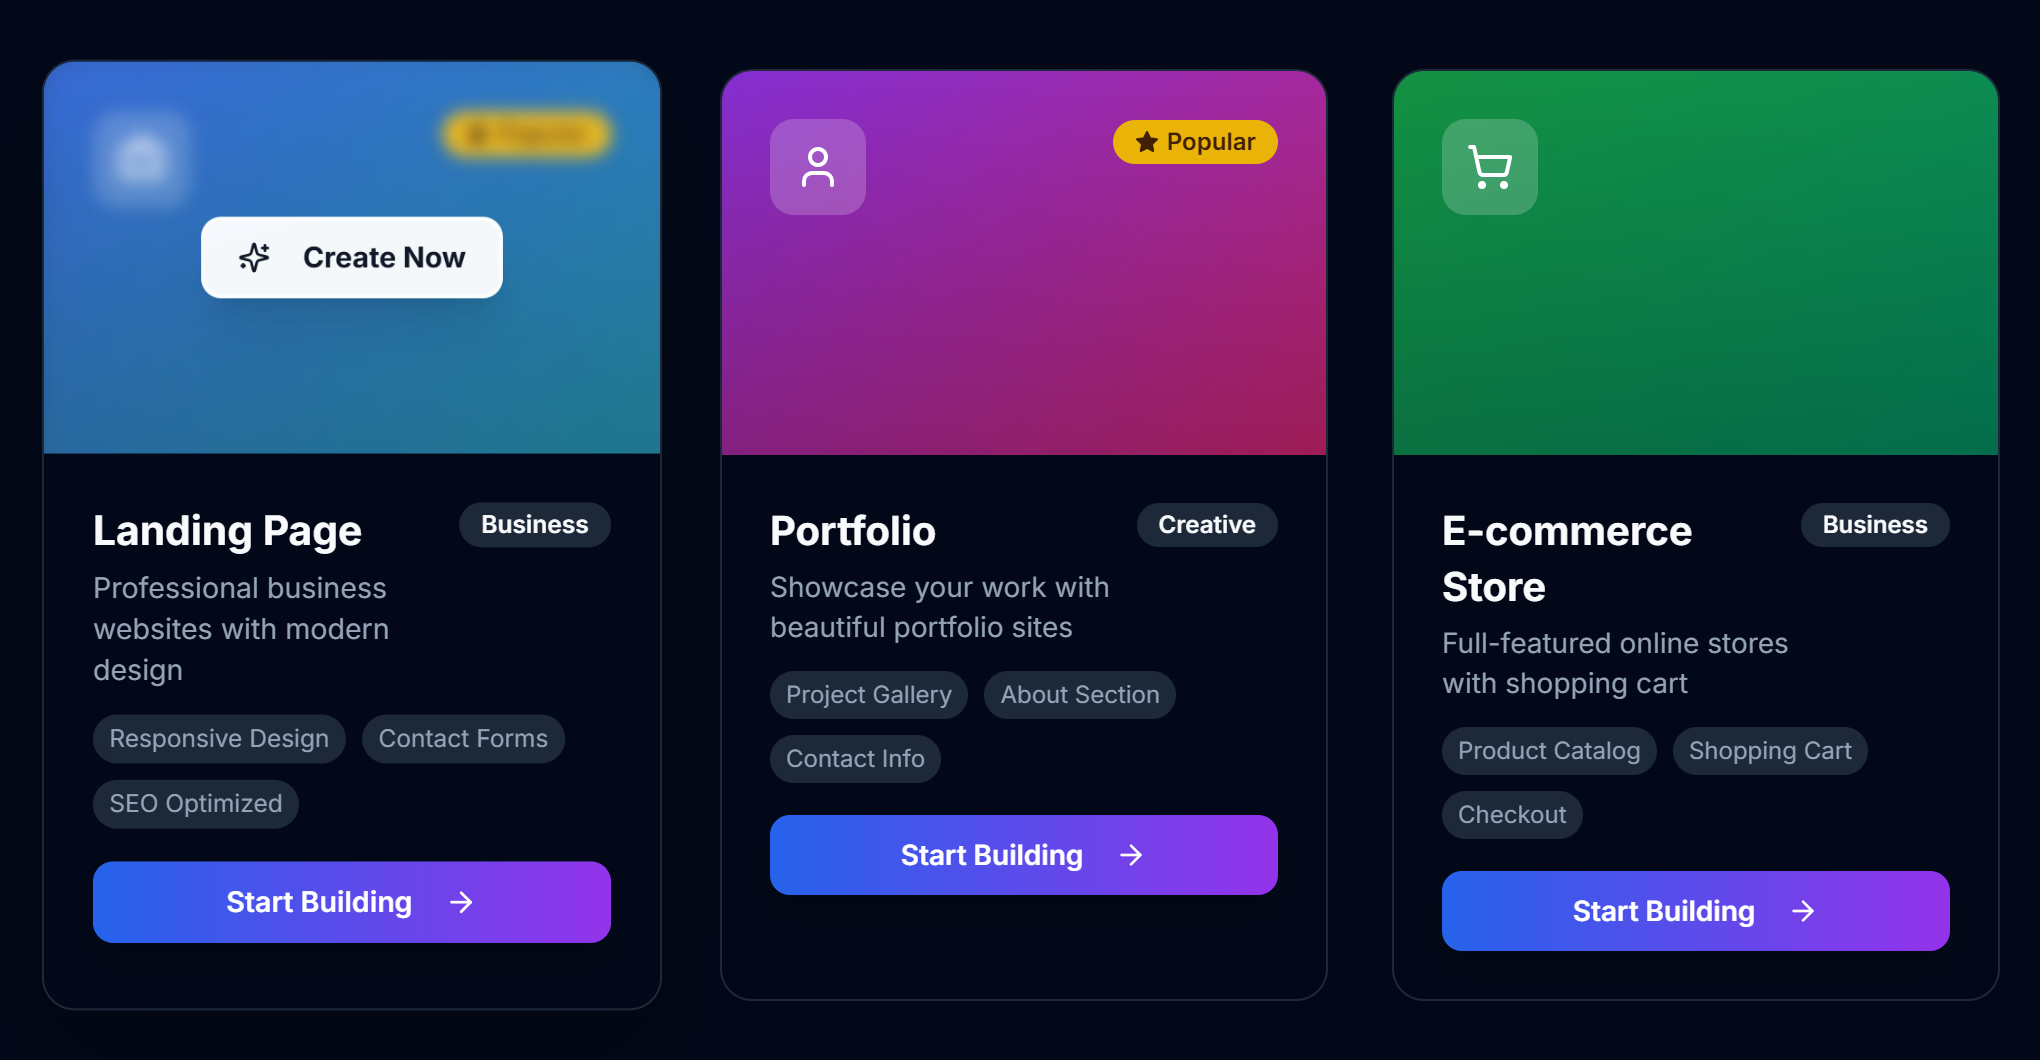 Create Now
Landing Page
Business
Professional business
websites with modern
design
Responsive Design
Contact Forms
SEO Optimized
Start Building
Popular
Portfolio
Creative
Showcase your work with
beautiful portfolio sites
Project Gallery
About Section
Contact Info
Start Building
E-commerce
Store
Business
Full-featured online stores
with shopping cart
Product Catalog
Shopping Cart
Checkout
Start Building